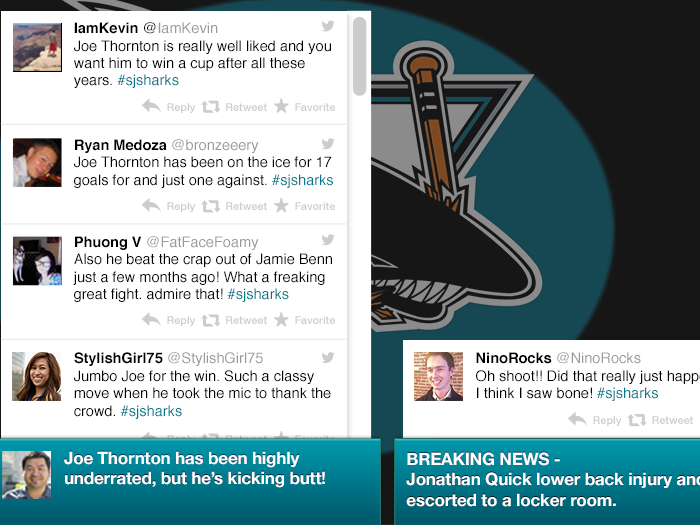 IamKevin @IamKevin
Joe Thornton is really well liked and you
want him to win a cup after all these
years. #sjsharks
Reply Retweet Favorite
Ryan Medoza @bronzeeery
Joe Thornton has been on the ice for 17
goals for and just one against. #sjsharks
Reply Retweet Favorite
Phuong V @FatFaceFoamy
Also he beat the crap out of Jamie Benn
just a few months ago! What a freaking
great fight. admire that! #sjsharks
Reply Retweet Favorite
StylishGirl75 @StylishGirl75
Jumbo Joe for the win. Such a classy
move when he took the mic to thank the
crowd. #sjsharks
Reply Retweet Favorite
Joe Thornton has been highly
underrated, but he's kicking butt!
NinoRocks @NinoRocks
Oh shoot!! Did that really just happe
I think I saw bone! #sjsharks
Reply Retweet
BREAKING NEWS -
Jonathan Quick lower back injury and
escorted to a locker room.